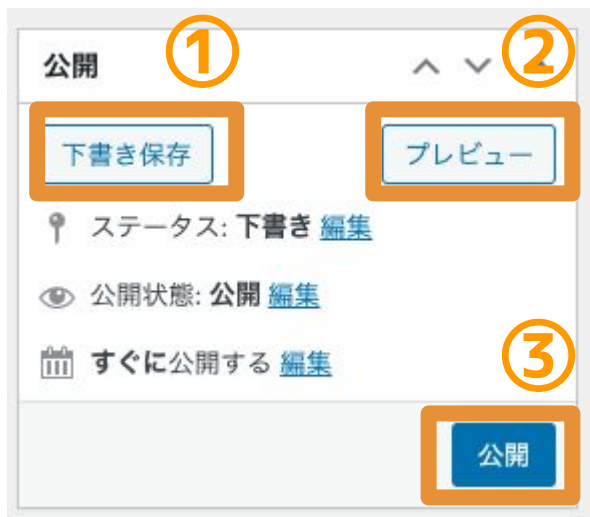 ①
②
公開
下書き保存
プレビュー
ステータス: 下書き 編集
公開状態: 公開 編集
すぐに公開する 編集
③
公開